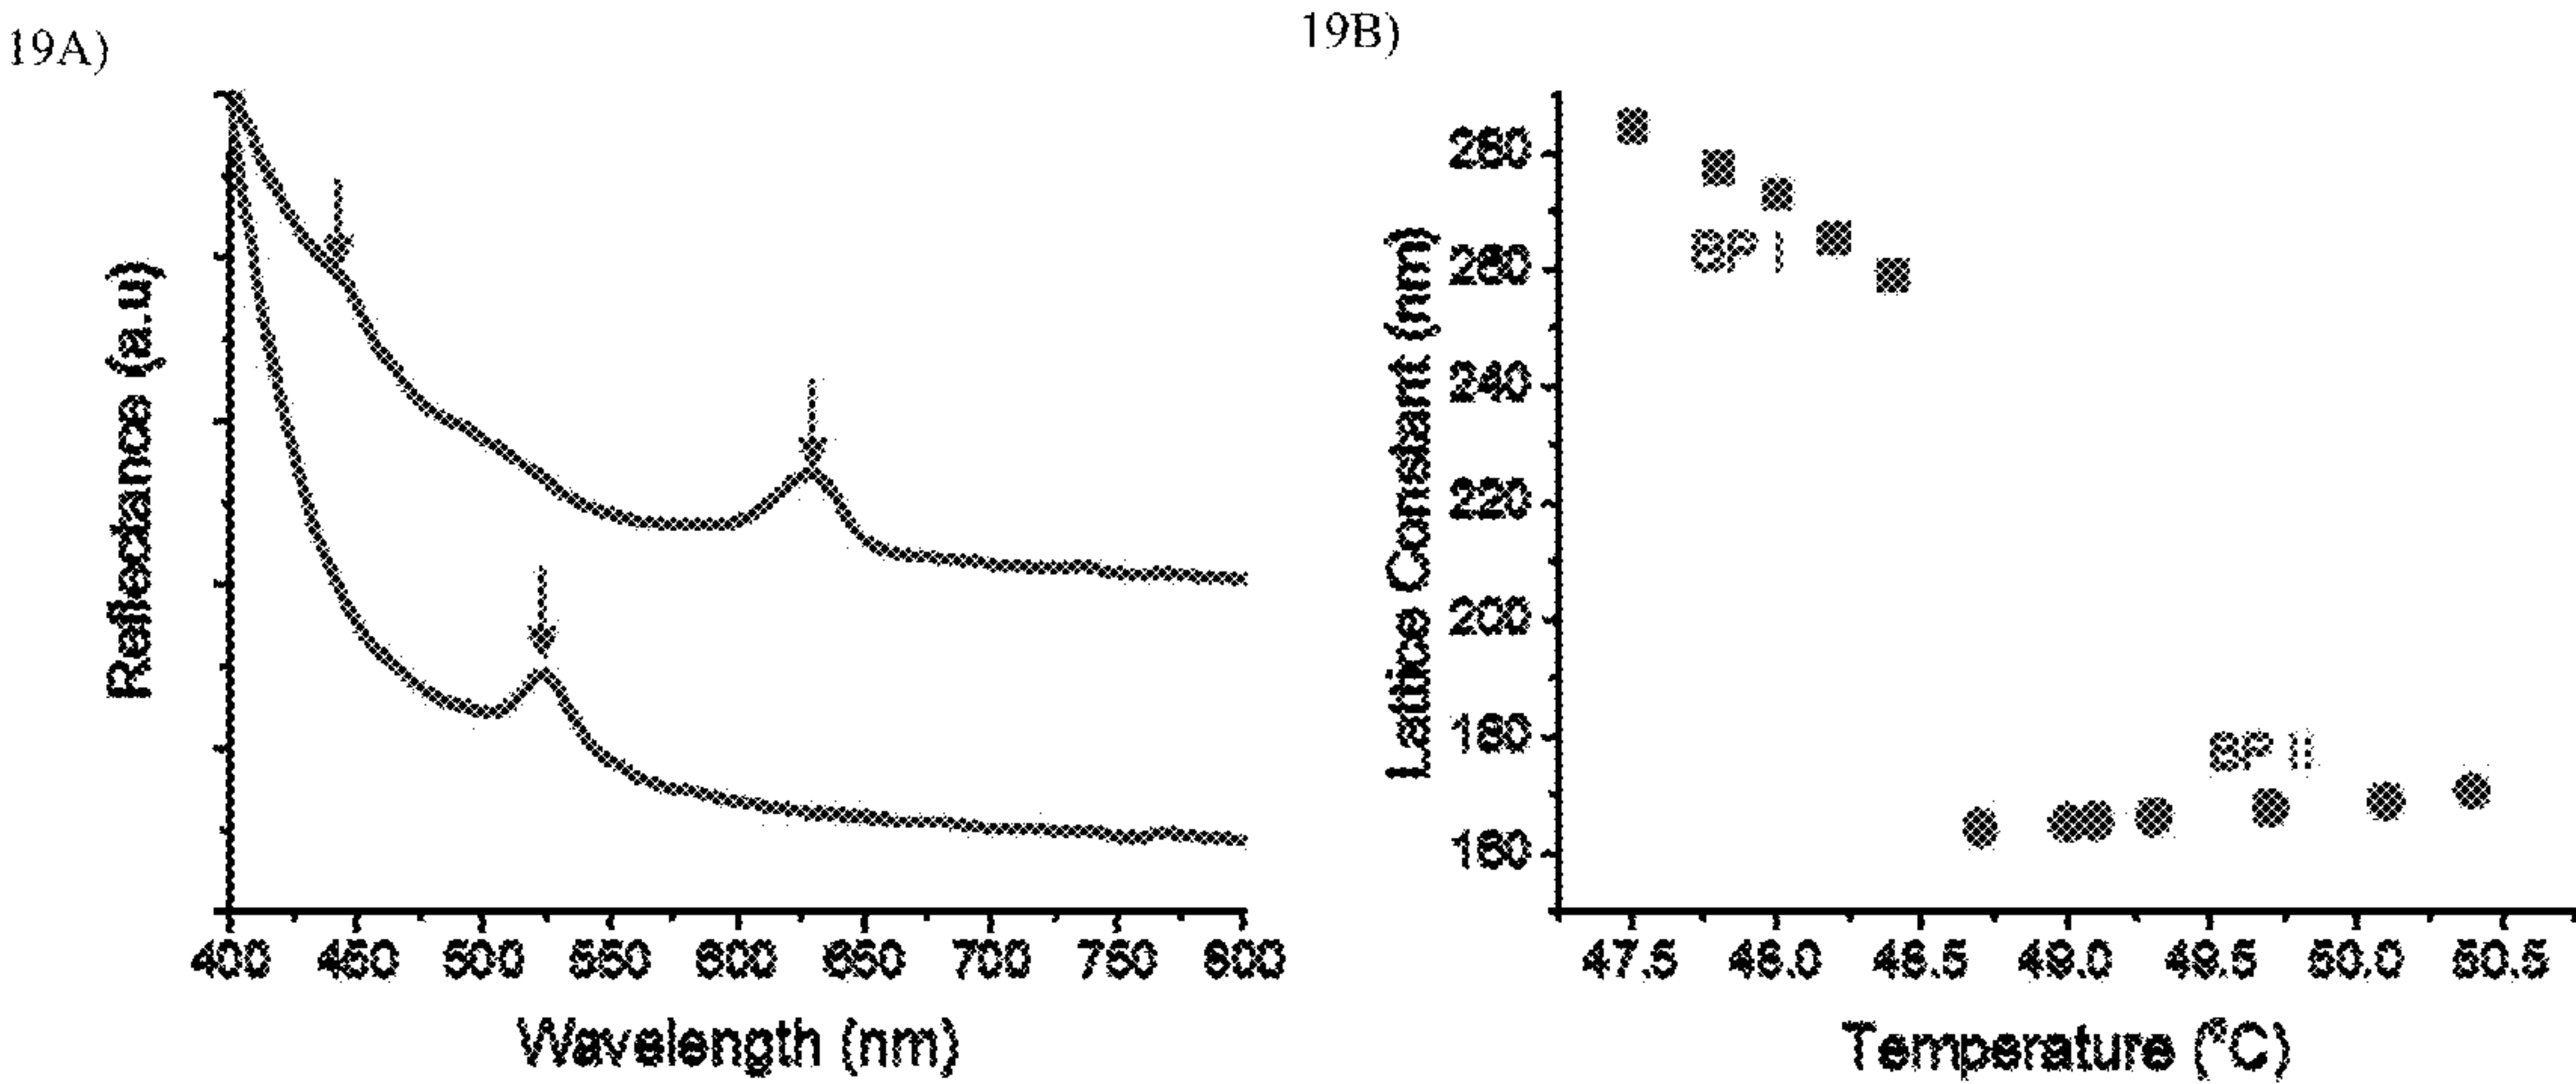 19A)
Reflectance (a.u)
400 450 500 550 600 650 700 750 800
Wavelength (nm)
19B)
Lattice Constant (nm)
280
260
240
220
200
180
160
BP I
BP II
47.5 48.0 48.5 49.0 49.5 50.0 50.5
Temperature (°C)